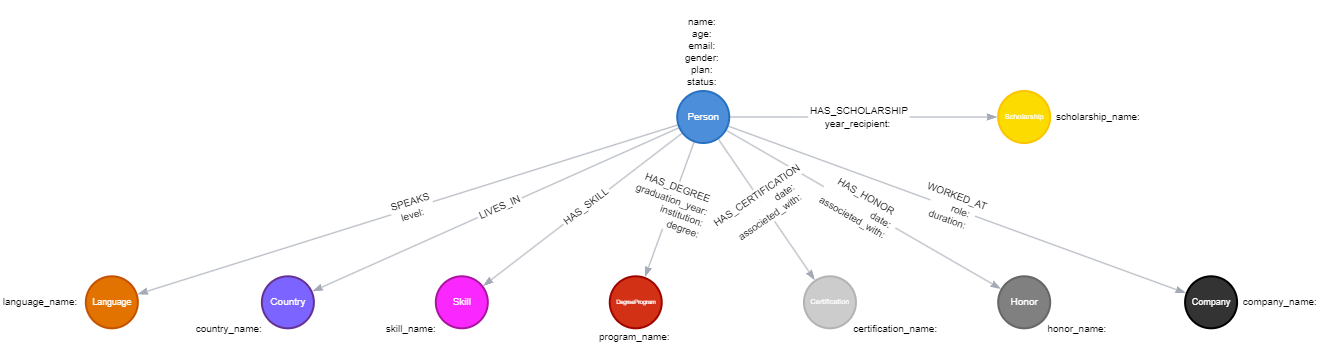 name:
age:
email:
gender:
plan:
status:
Person
HAS_SCHOLARSHIP
year_recipient:
Scholarship
scholarship_name:
SPEAKS
level:
LIVES_IN
HAS_SKILL
HAS_DEGREE
graduation_year:
institution:
degree:
HAS_CERTIFICATION
date:
associeted_with:
HAS_HONOR
date:
associeted_with:
WORKED_AT
role:
duration:
language_name:
Language
Country
country_name:
Skill
skill_name:
DegreeProgram
program_name:
Certification
certification_name:
Honor
honor_name:
Company
company_name: